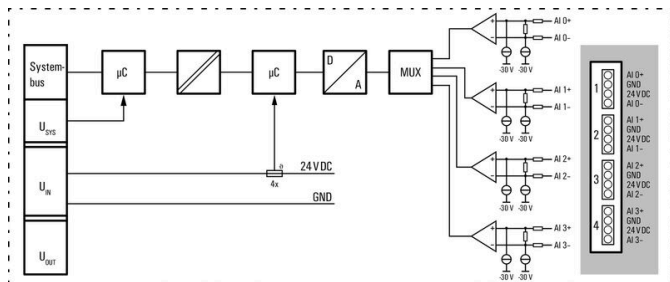 System-
bus
µC
µC
D
A
MUX
U SYS
U IN
U OUT
4x
ϑ
24 V DC
GND
AI 0+
AI 0-
-30 V -30 V
AI 1+
AI 1-
-30 V -30 V
AI 2+
AI 2-
-30 V -30 V
AI 3+
AI 3-
-30 V -30 V
1
AI 0+
GND
24 V DC
AI 0-
2
AI 1+
GND
24 V DC
AI 1-
3
AI 2+
GND
24 V DC
AI 2-
4
AI 3+
GND
24 V DC
AI 3-